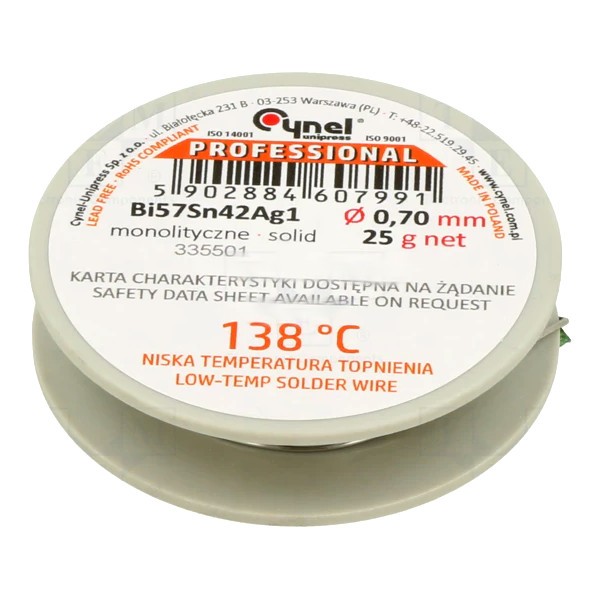 Cynel-Unipress Sp. z o.o. · ul. Białołęcka 231 B · 03-253 Warszawa (PL) · T: +48-22.519.29.45 · www.cynel.com.pl
LEAD FREE · RoHS COMPLIANT
ISO 14001
Cynel
unipress
ISO 9001
MADE IN POLAND
PROFESSIONAL
5 902884 607991
Bi57Sn42Ag1
Ø 0,70 mm
monolityczne · solid
25 g net
335501
KARTA CHARAKTERYSTYKI DOSTĘPNA NA ŻĄDANIE
SAFETY DATA SHEET AVAILABLE ON REQUEST
138 °C
NISKA TEMPERATURA TOPNIENIA
LOW-TEMP SOLDER WIRE